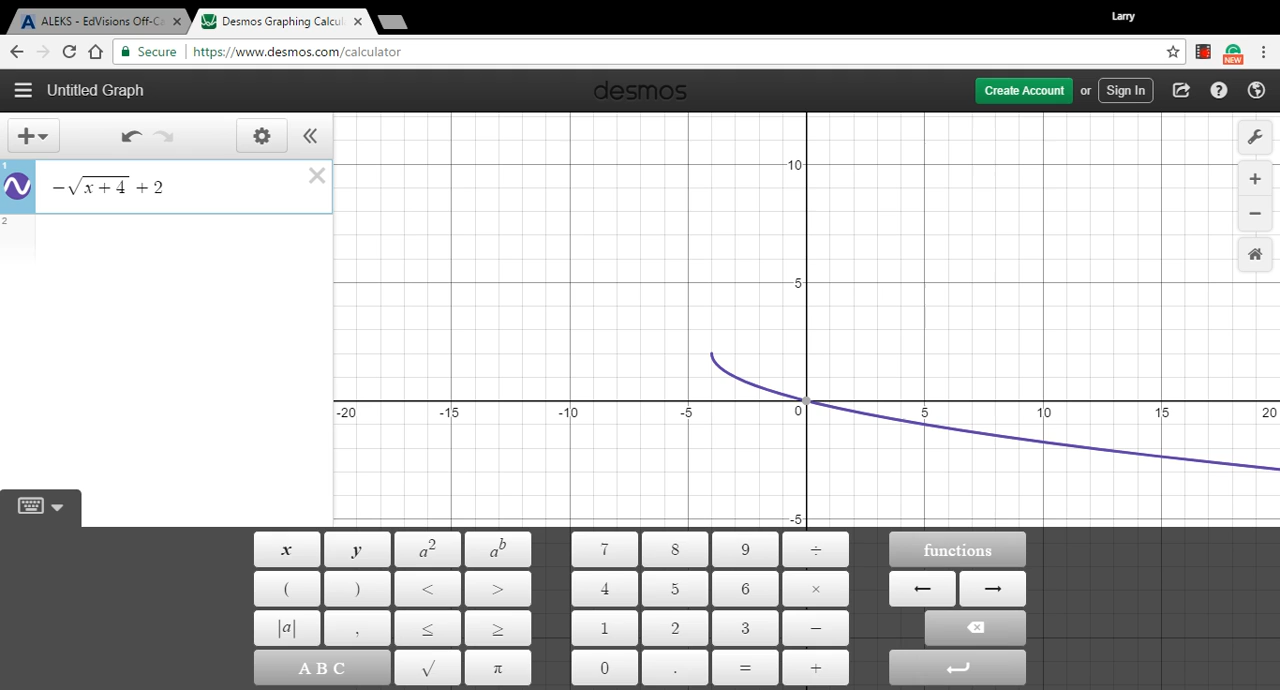 Larry
ALEKS - EdVisions Off-C
Desmos Graphing Calcul
Secure https://www.desmos.com/calculator
NEW
Untitled Graph
desmos
Create Account or Sign In
1
−√x + 4 + 2
2
10
5
-20 -15 -10 -5 0 5 10 15 20
-5
x y a² aᵇ 7 8 9 ÷ functions
( ) < > 4 5 6 × ← →
|a| , ≤ ≥ 1 2 3 −
A B C √ π 0 . = +